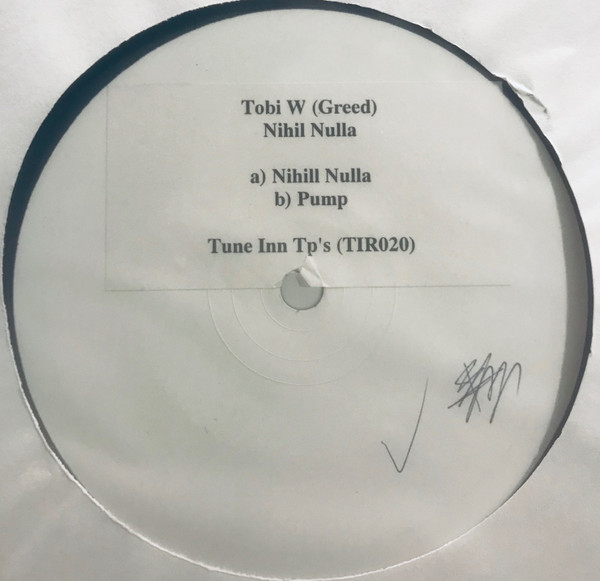 Tobi W (Greed)
Nihil Nulla
a) Nihill Nulla
b) Pump
Tune Inn Tp's (TIR020)